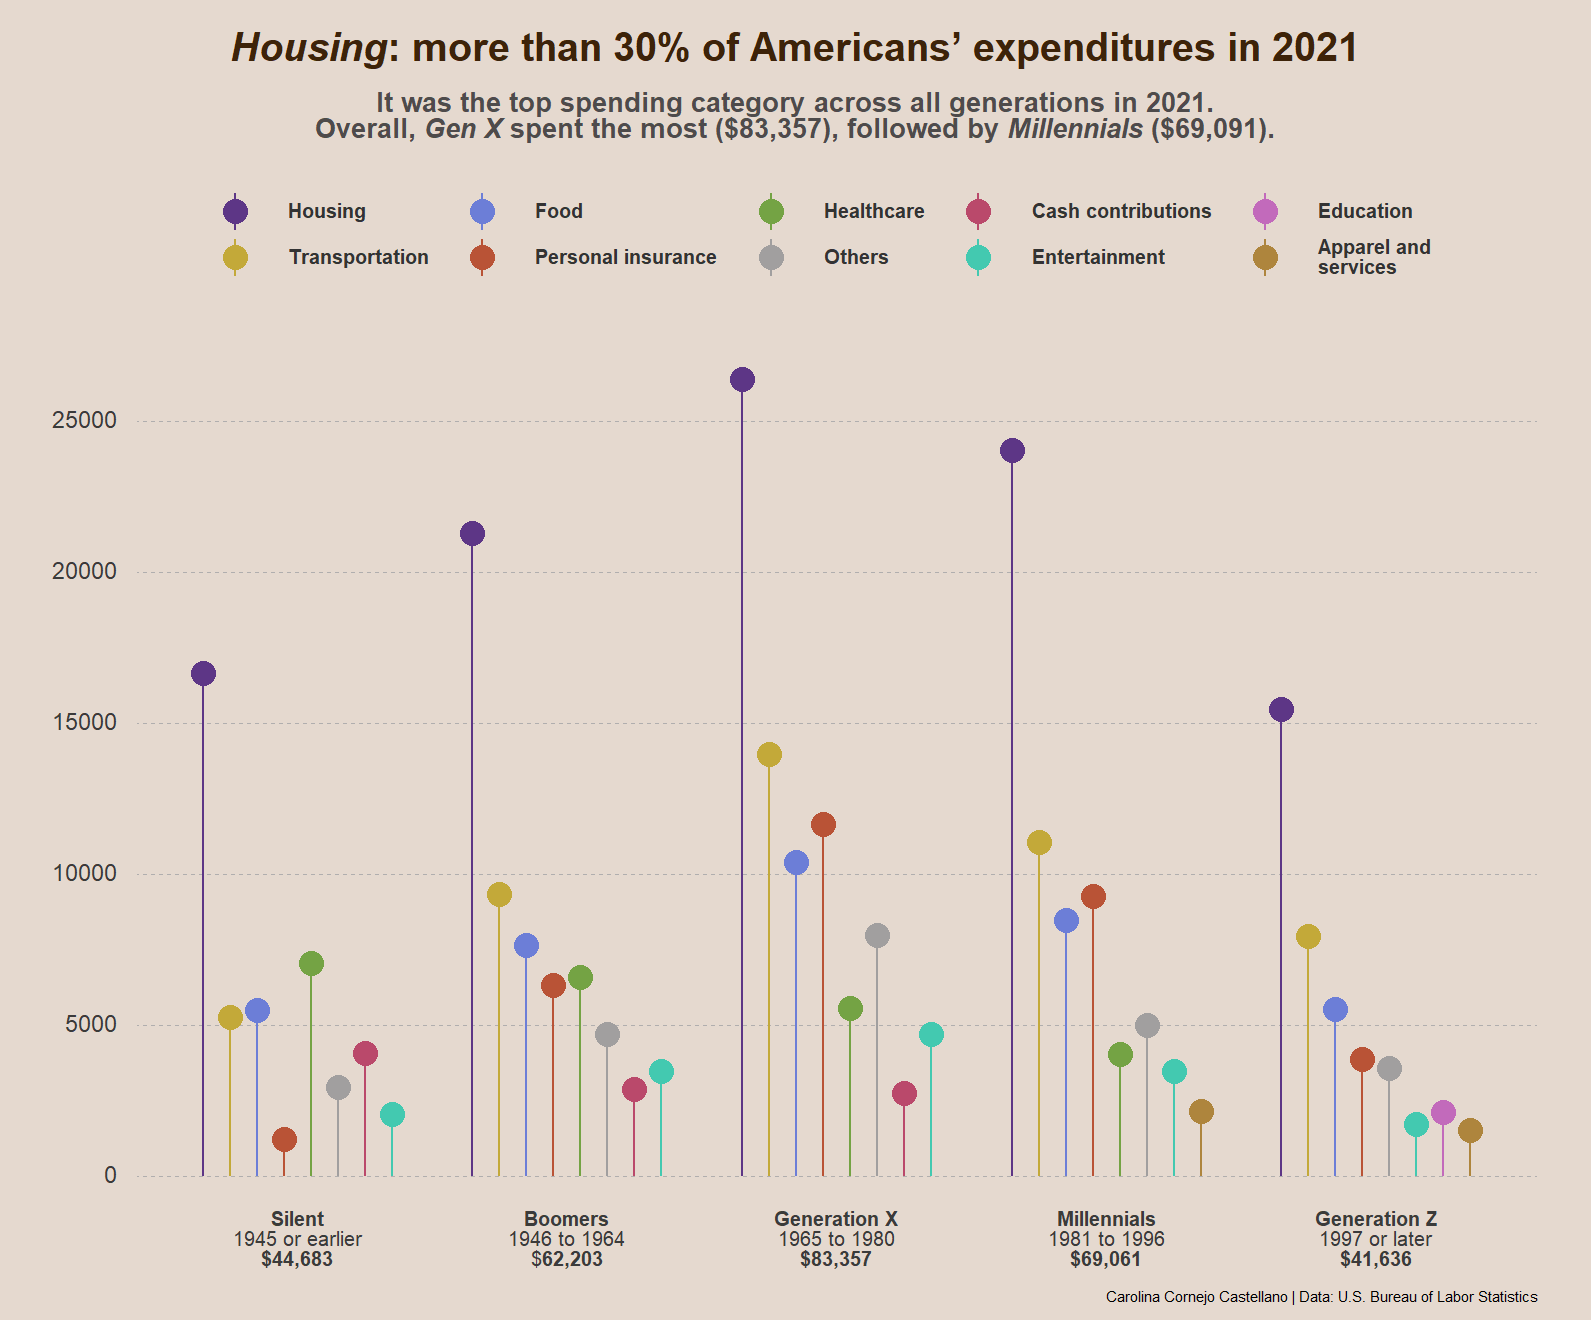 Housing: more than 30% of Americans’ expenditures in 2021
It was the top spending category across all generations in 2021.
Overall, Gen X spent the most ($83,357), followed by Millennials ($69,091).
Housing
Food
Healthcare
Cash contributions
Education
Transportation
Personal insurance
Others
Entertainment
Apparel and
services
25000
20000
15000
10000
5000
0
Silent
1945 or earlier
$44,683
Boomers
1946 to 1964
$62,203
Generation X
1965 to 1980
$83,357
Millennials
1981 to 1996
$69,061
Generation Z
1997 or later
$41,636
Carolina Cornejo Castellano | Data: U.S. Bureau of Labor Statistics